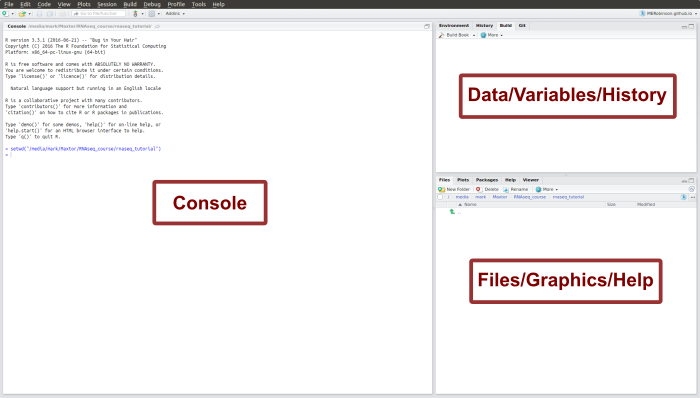 File Edit Code View Plots Session Build Debug Profile Tools Help
Go to file/function Addins
MBRobinson.github.io
Console /media/mark/Maxtor/RNAseq_course/rnaseq_tutorial/
R version 3.3.1 (2016-06-21) -- "Bug in Your Hair"
Copyright (C) 2016 The R Foundation for Statistical Computing
Platform: x86_64-pc-linux-gnu (64-bit)
R is free software and comes with ABSOLUTELY NO WARRANTY.
You are welcome to redistribute it under certain conditions.
Type 'license()' or 'licence()' for distribution details.
Natural language support but running in an English locale
R is a collaborative project with many contributors.
Type 'contributors()' for more information and
'citation()' on how to cite R or R packages in publications.
Type 'demo()' for some demos, 'help()' for on-line help, or
'help.start()' for an HTML browser interface to help.
Type 'q()' to quit R.
> setwd("/media/mark/Maxtor/RNAseq_course/rnaseq_tutorial")
>
Console
Environment History Build Git
Build Book More
Data/Variables/History
Files Plots Packages Help Viewer
New Folder Delete Rename More
/ media mark Maxtor RNAseq_course rnaseq_tutorial
Name Size Modified
..
Files/Graphics/Help